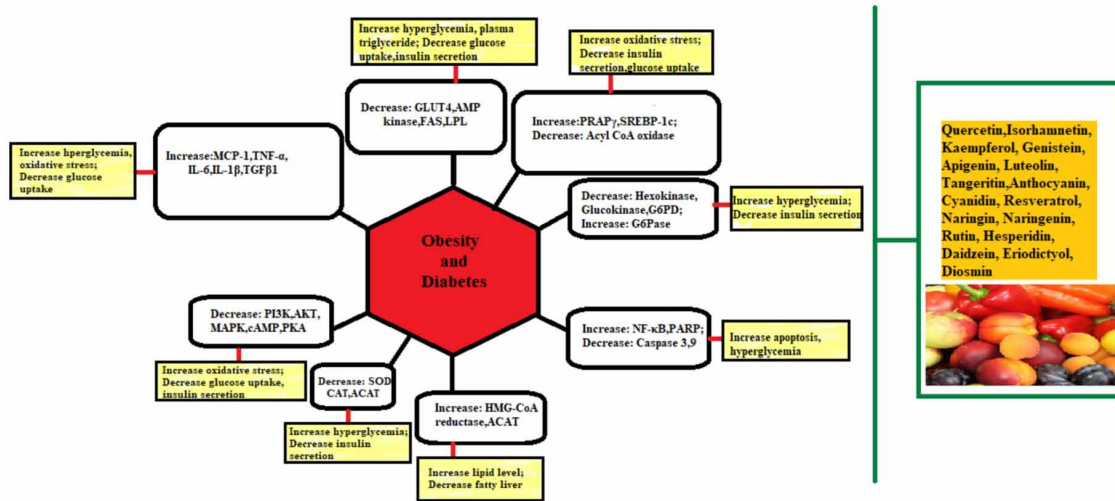 Increase hyperglycemia, plasma
triglyceride; Decrease glucose
uptake,insulin secretion
Increase oxidative stress;
Decrease insulin
secretion,glucose uptake
Decrease: GLUT4,AMP
kinase,FAS,LPL
Increase:PRAPγ,SREBP-1c;
Decrease: Acyl CoA oxidase
Increase hperglycemia,
oxidative stress;
Decrease glucose
uptake
Increase:MCP-1,TNF-α,
IL-6,IL-1β,TGFβ1
Decrease: Hexokinase,
Glucokinase,G6PD;
Increase: G6Pase
Increase hyperglycemia;
Decrease insulin secretion
Obesity
and
Diabetes
Decrease: PI3K,AKT,
MAPK,cAMP,PKA
Increase oxidative stress;
Decrease glucose uptake,
insulin secretion
Decrease: SOD
CAT,ACAT
Increase hyperglycemia;
Decrease insulin
secretion
Increase: HMG-CoA
reductase,ACAT
Increase lipid level;
Decrease fatty liver
Increase: NF-κB,PARP;
Decrease: Caspase 3,9
Increase apoptosis,
hyperglycemia
Quercetin,Isorhamnetin,
Kaempferol, Genistein,
Apigenin, Luteolin,
Tangeritin,Anthocyanin,
Cyanidin, Resveratrol,
Naringin, Naringenin,
Rutin, Hesperidin,
Daidzein, Eriodictyol,
Diosmin